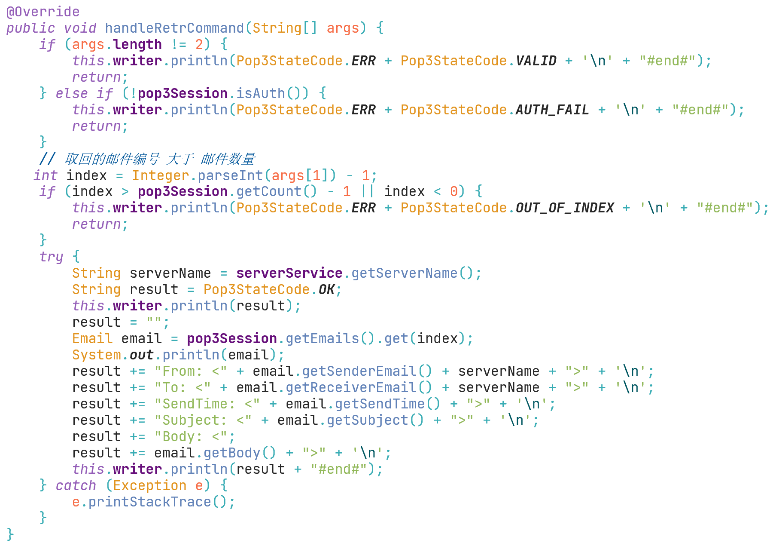 @Override
public void handleRetrCommand(String[] args) {
    if (args.length != 2) {
        this.writer.println(Pop3StateCode.ERR + Pop3StateCode.VALID + '\n' + "#end#");
        return;
    } else if (!pop3Session.isAuth()) {
        this.writer.println(Pop3StateCode.ERR + Pop3StateCode.AUTH_FAIL + '\n' + "#end#");
        return;
    }
    // 取回的邮件编号 大于 邮件数量
    int index = Integer.parseInt(args[1]) - 1;
    if (index > pop3Session.getCount() - 1 || index < 0) {
        this.writer.println(Pop3StateCode.ERR + Pop3StateCode.OUT_OF_INDEX + '\n' + "#end#");
        return;
    }
    try {
        String serverName = serverService.getServerName();
        String result = Pop3StateCode.OK;
        this.writer.println(result);
        result = "";
        Email email = pop3Session.getEmails().get(index);
        System.out.println(email);
        result += "From: <" + email.getSenderEmail() + serverName + ">" + '\n';
        result += "To: <" + email.getReceiverEmail() + serverName + ">" + '\n';
        result += "SendTime: <" + email.getSendTime() + ">" + '\n';
        result += "Subject: <" + email.getSubject() + ">" + '\n';
        result += "Body: <";
        result += email.getBody() + ">" + '\n';
        this.writer.println(result + "#end#");
    } catch (Exception e) {
        e.printStackTrace();
    }
}